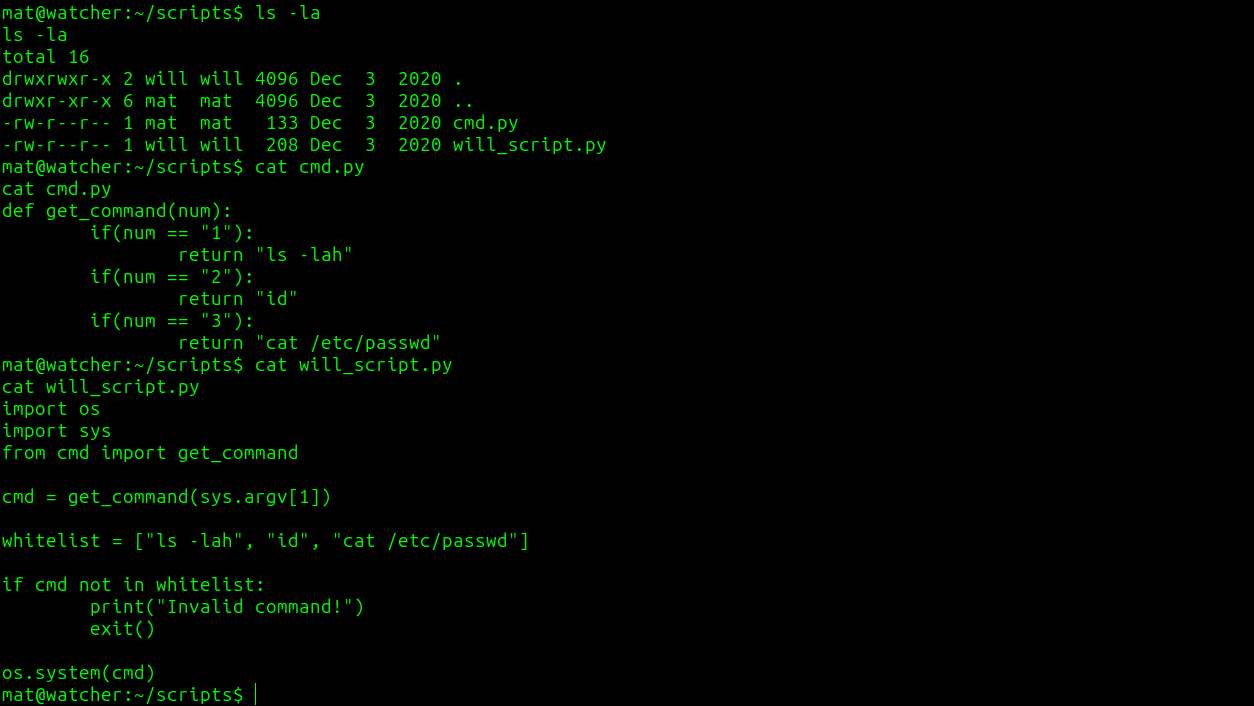 mat@watcher:~/scripts$ ls -la
ls -la
total 16
drwxrwxr-x 2 will will 4096 Dec  3  2020 .
drwxr-xr-x 6 mat  mat  4096 Dec  3  2020 ..
-rw-r--r-- 1 mat  mat   133 Dec  3  2020 cmd.py
-rw-r--r-- 1 will will  208 Dec  3  2020 will_script.py
mat@watcher:~/scripts$ cat cmd.py
cat cmd.py
def get_command(num):
        if(num == "1"):
                return "ls -lah"
        if(num == "2"):
                return "id"
        if(num == "3"):
                return "cat /etc/passwd"
mat@watcher:~/scripts$ cat will_script.py
cat will_script.py
import os
import sys
from cmd import get_command

cmd = get_command(sys.argv[1])

whitelist = ["ls -lah", "id", "cat /etc/passwd"]

if cmd not in whitelist:
        print("Invalid command!")
        exit()

os.system(cmd)
mat@watcher:~/scripts$